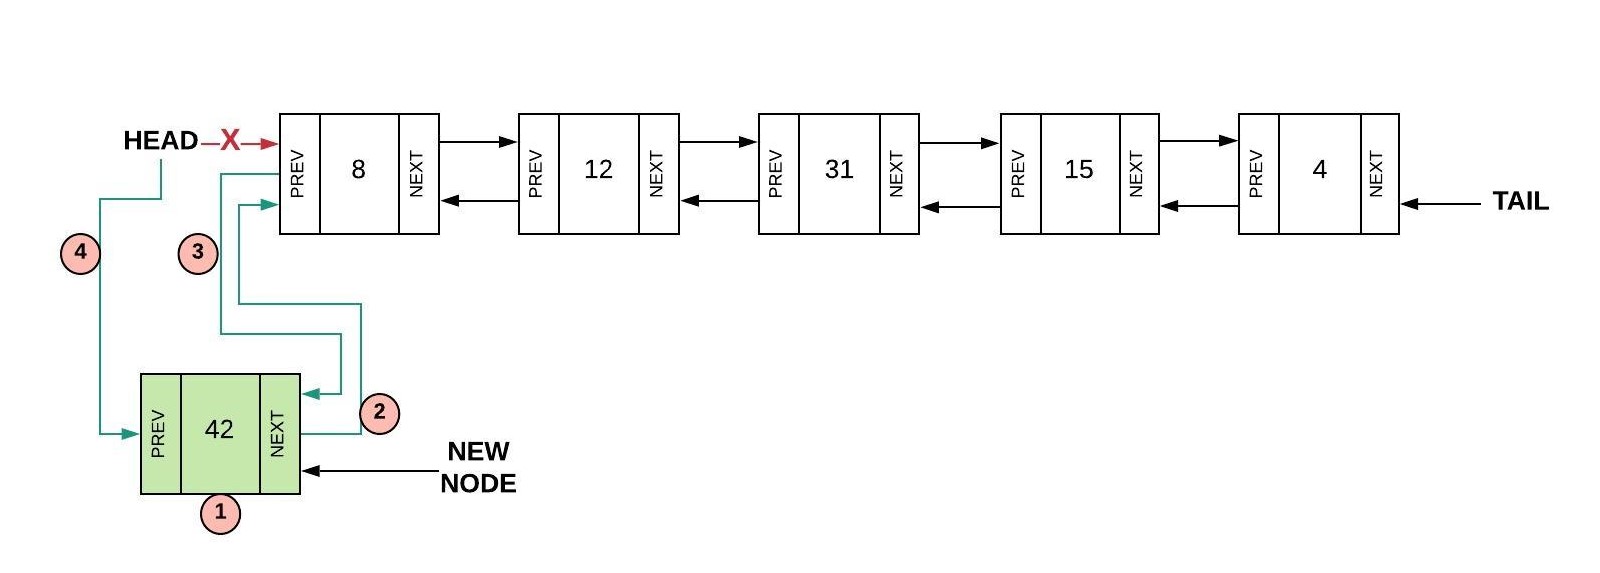 HEAD X PREV 8 NEXT PREV 12 NEXT PREV 31 NEXT PREV 15 NEXT PREV 4 NEXT TAIL
4 3
PREV 42 NEXT 2
NEW
NODE
1